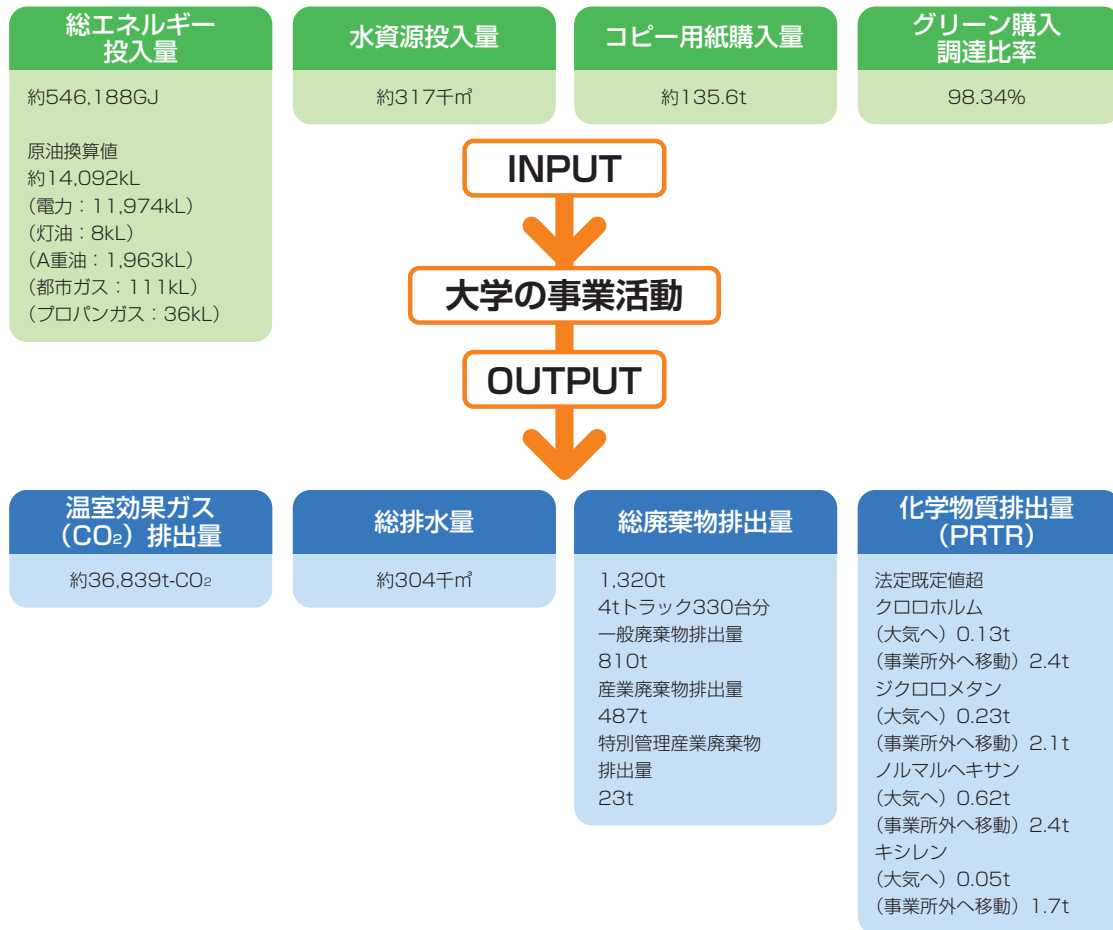 総エネルギー
投入量
約546,188GJ
原油換算値
約14,092kL
（電力：11,974kL）
（灯油：8kL）
（A重油：1,963kL）
（都市ガス：111kL）
（プロパンガス：36kL）
水資源投入量
約317千㎥
コピー用紙購入量
約135.6t
グリーン購入
調達比率
98.34%
INPUT
大学の事業活動
OUTPUT
温室効果ガス
（CO₂）排出量
約36,839t-CO₂
総排水量
約304千㎥
総廃棄物排出量
1,320t
4tトラック330台分
一般廃棄物排出量
810t
産業廃棄物排出量
487t
特別管理産業廃棄物
排出量
23t
化学物質排出量
（PRTR）
法定既定値超
クロロホルム
（大気へ）0.13t
（事業所外へ移動）2.4t
ジクロロメタン
（大気へ）0.23t
（事業所外へ移動）2.1t
ノルマルヘキサン
（大気へ）0.62t
（事業所外へ移動）2.4t
キシレン
（大気へ）0.05t
（事業所外へ移動）1.7t